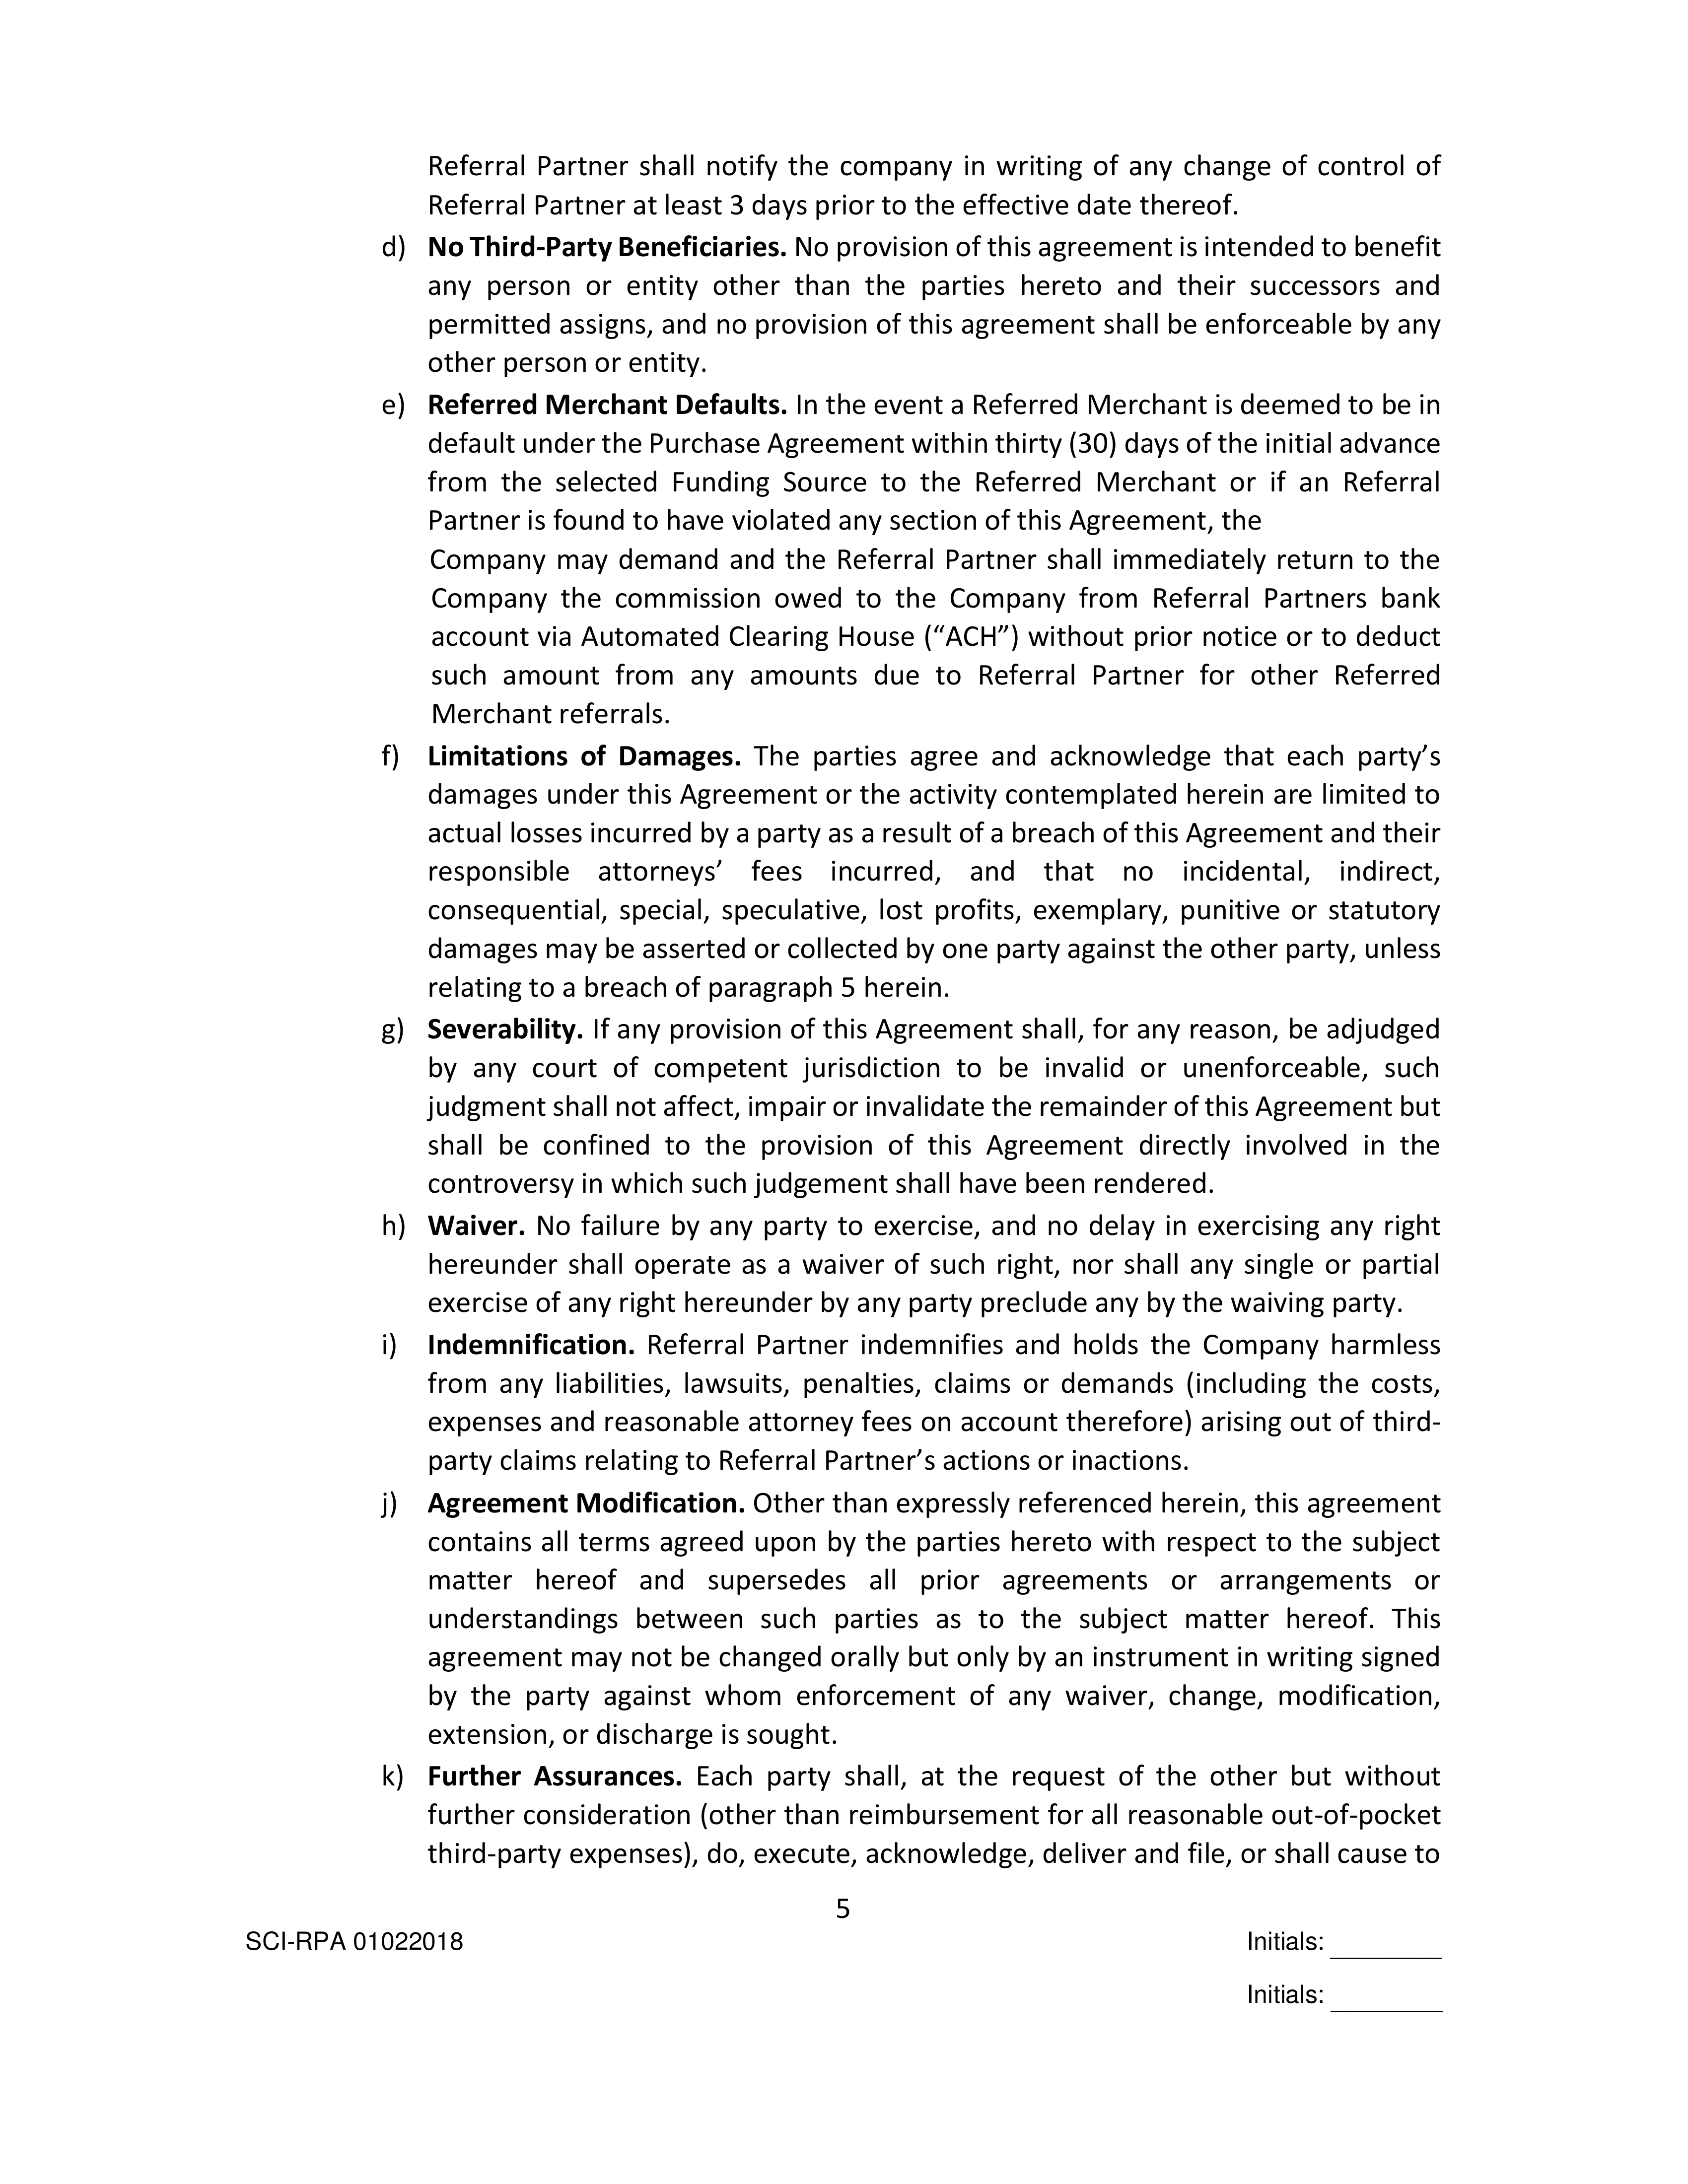 Referral Partner shall notify the company in writing of any change of control of
Referral Partner at least 3 days prior to the effective date thereof.
d) No Third-Party Beneficiaries. No provision of this agreement is intended to benefit
any person or entity other than the parties hereto and their successors and
permitted assigns, and no provision of this agreement shall be enforceable by any
other person or entity.
e) Referred Merchant Defaults. In the event a Referred Merchant is deemed to be in
default under the Purchase Agreement within thirty (30) days of the initial advance
from the selected Funding Source to the Referred Merchant or if an Referral
Partner is found to have violated any section of this Agreement, the
Company may demand and the Referral Partner shall immediately return to the
Company the commission owed to the Company from Referral Partners bank
account via Automated Clearing House (“ACH”) without prior notice or to deduct
such amount from any amounts due to Referral Partner for other Referred
Merchant referrals.
f) Limitations of Damages. The parties agree and acknowledge that each party’s
damages under this Agreement or the activity contemplated herein are limited to
actual losses incurred by a party as a result of a breach of this Agreement and their
responsible attorneys’ fees incurred, and that no incidental, indirect,
consequential, special, speculative, lost profits, exemplary, punitive or statutory
damages may be asserted or collected by one party against the other party, unless
relating to a breach of paragraph 5 herein.
g) Severability. If any provision of this Agreement shall, for any reason, be adjudged
by any court of competent jurisdiction to be invalid or unenforceable, such
judgment shall not affect, impair or invalidate the remainder of this Agreement but
shall be confined to the provision of this Agreement directly involved in the
controversy in which such judgement shall have been rendered.
h) Waiver. No failure by any party to exercise, and no delay in exercising any right
hereunder shall operate as a waiver of such right, nor shall any single or partial
exercise of any right hereunder by any party preclude any by the waiving party.
i) Indemnification. Referral Partner indemnifies and holds the Company harmless
from any liabilities, lawsuits, penalties, claims or demands (including the costs,
expenses and reasonable attorney fees on account therefore) arising out of third-
party claims relating to Referral Partner’s actions or inactions.
j) Agreement Modification. Other than expressly referenced herein, this agreement
contains all terms agreed upon by the parties hereto with respect to the subject
matter hereof and supersedes all prior agreements or arrangements or
understandings between such parties as to the subject matter hereof. This
agreement may not be changed orally but only by an instrument in writing signed
by the party against whom enforcement of any waiver, change, modification,
extension, or discharge is sought.
k) Further Assurances. Each party shall, at the request of the other but without
further consideration (other than reimbursement for all reasonable out-of-pocket
third-party expenses), do, execute, acknowledge, deliver and file, or shall cause to
5
SCI-RPA 01022018 Initials: ________
Initials: ________